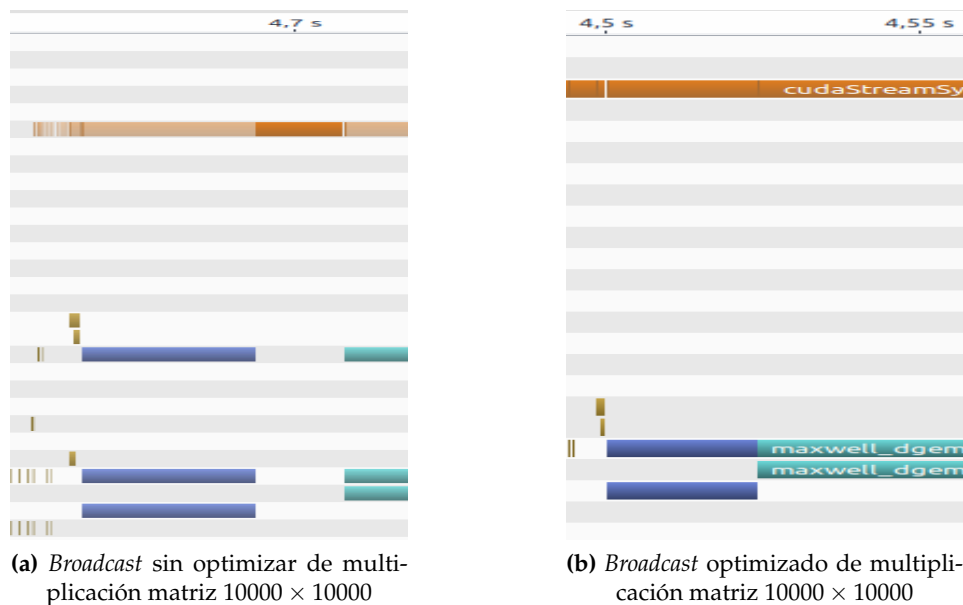 4,7 s
4,5 s 4,55 s
cudaStreamSy
maxwell_dgem
maxwell_dgem
(a) Broadcast sin optimizar de multi-
plicación matriz 10000 × 10000
(b) Broadcast optimizado de multipli-
cación matriz 10000 × 10000